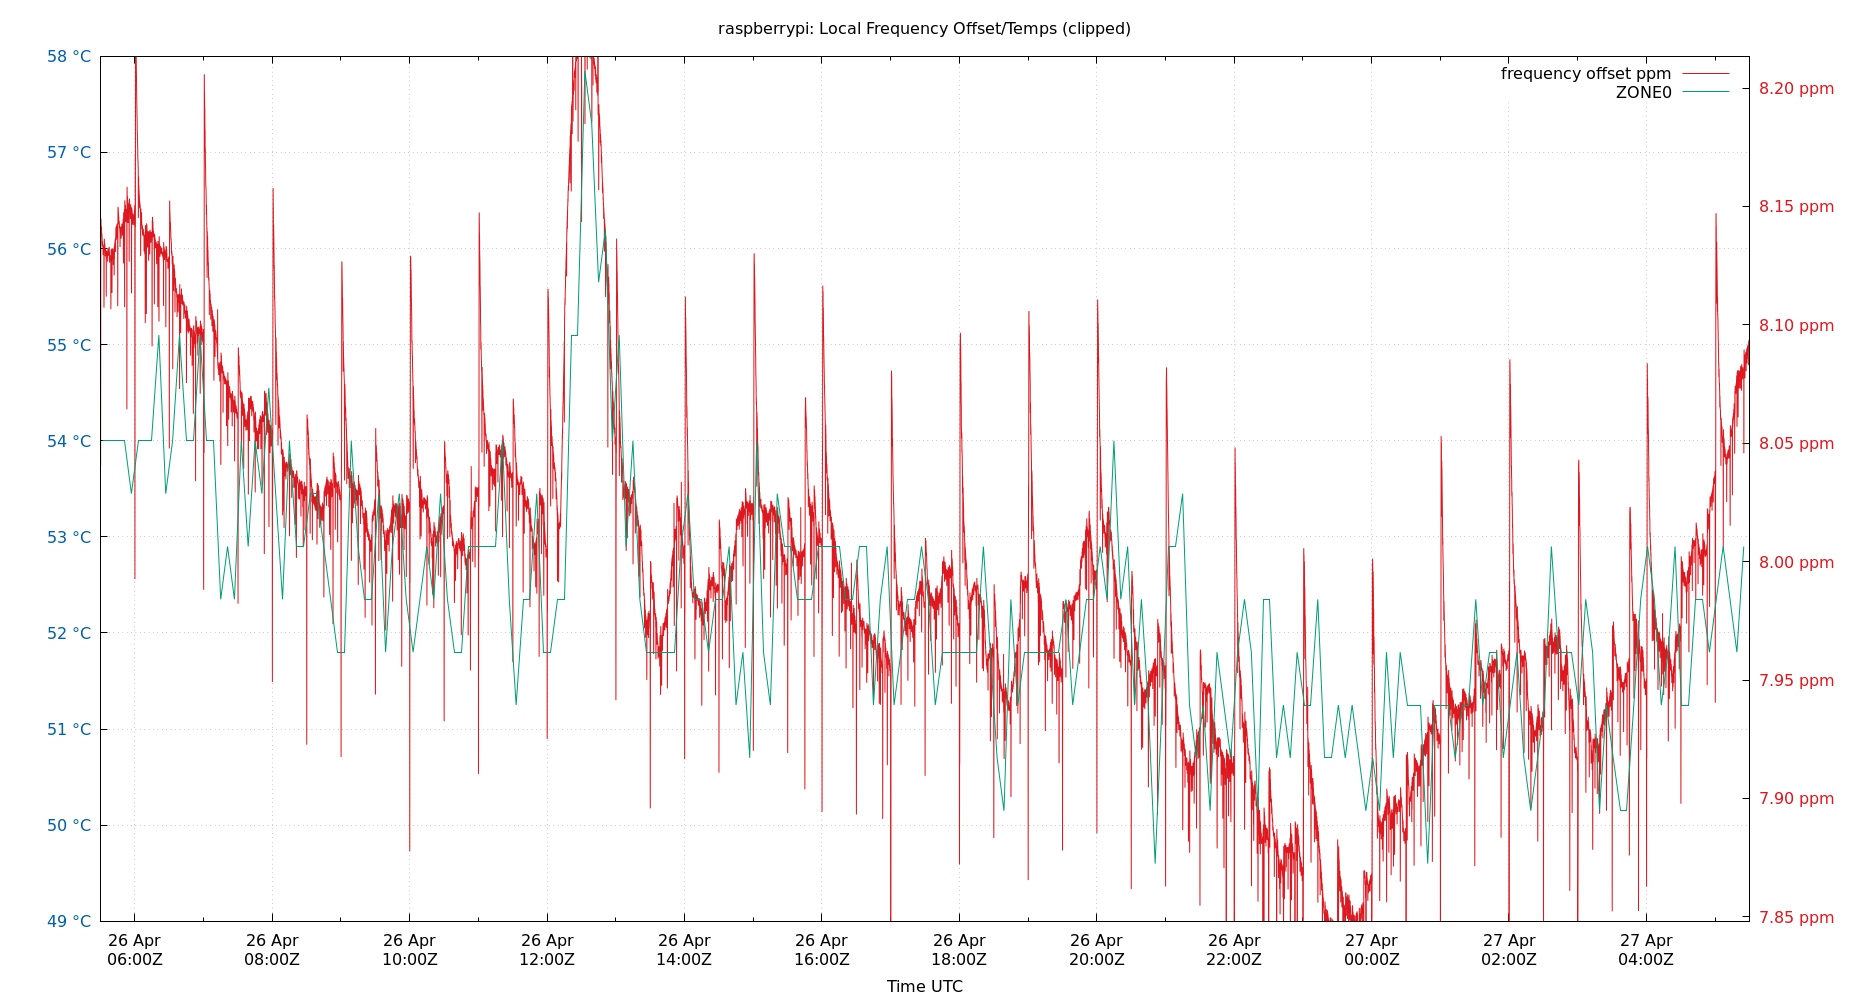 raspberrypi: Local Frequency Offset/Temps (clipped)
frequency offset ppm
ZONE0
58 °C
57 °C
56 °C
55 °C
54 °C
53 °C
52 °C
51 °C
50 °C
49 °C
8.20 ppm
8.15 ppm
8.10 ppm
8.05 ppm
8.00 ppm
7.95 ppm
7.90 ppm
7.85 ppm
26 Apr 26 Apr 26 Apr 26 Apr 26 Apr 26 Apr 26 Apr 26 Apr 26 Apr 27 Apr 27 Apr 27 Apr
06:00Z 08:00Z 10:00Z 12:00Z 14:00Z 16:00Z 18:00Z 20:00Z 22:00Z 00:00Z 02:00Z 04:00Z
Time UTC